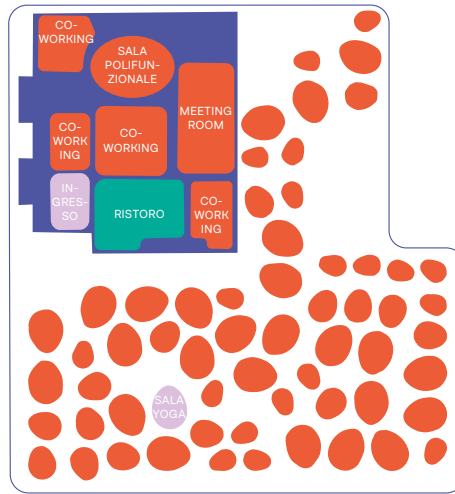 CO-
WORKING
SALA
POLIFUN-
ZIONALE
MEETING
ROOM
CO-
WORK
ING
CO-
WORKING
IN-
GRES-
SO
RISTORO
CO-
WORK
ING
SALA
YOGA